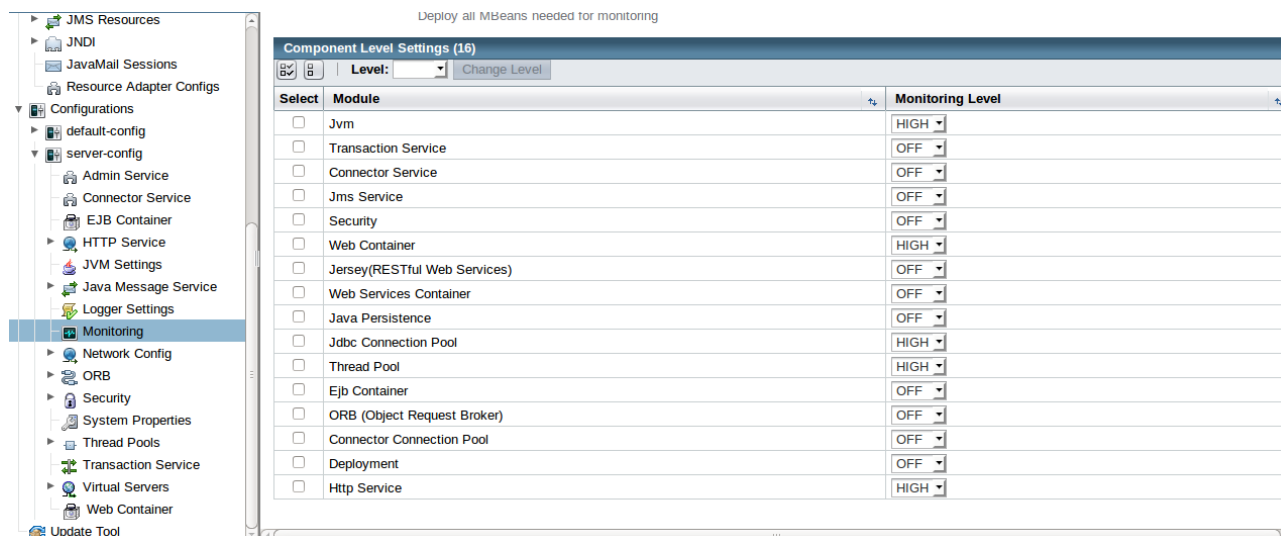 JMS Resources
JNDI
JavaMail Sessions
Resource Adapter Configs
Configurations
default-config
server-config
Admin Service
Connector Service
EJB Container
HTTP Service
JVM Settings
Java Message Service
Logger Settings
Monitoring
Network Config
ORB
Security
System Properties
Thread Pools
Transaction Service
Virtual Servers
Web Container
Update Tool
Deploy all MBeans needed for monitoring
Component Level Settings (16)
Level: Change Level
Select Module Monitoring Level
Jvm HIGH
Transaction Service OFF
Connector Service OFF
Jms Service OFF
Security OFF
Web Container HIGH
Jersey(RESTful Web Services) OFF
Web Services Container OFF
Java Persistence OFF
Jdbc Connection Pool HIGH
Thread Pool HIGH
Ejb Container OFF
ORB (Object Request Broker) OFF
Connector Connection Pool OFF
Deployment OFF
Http Service HIGH